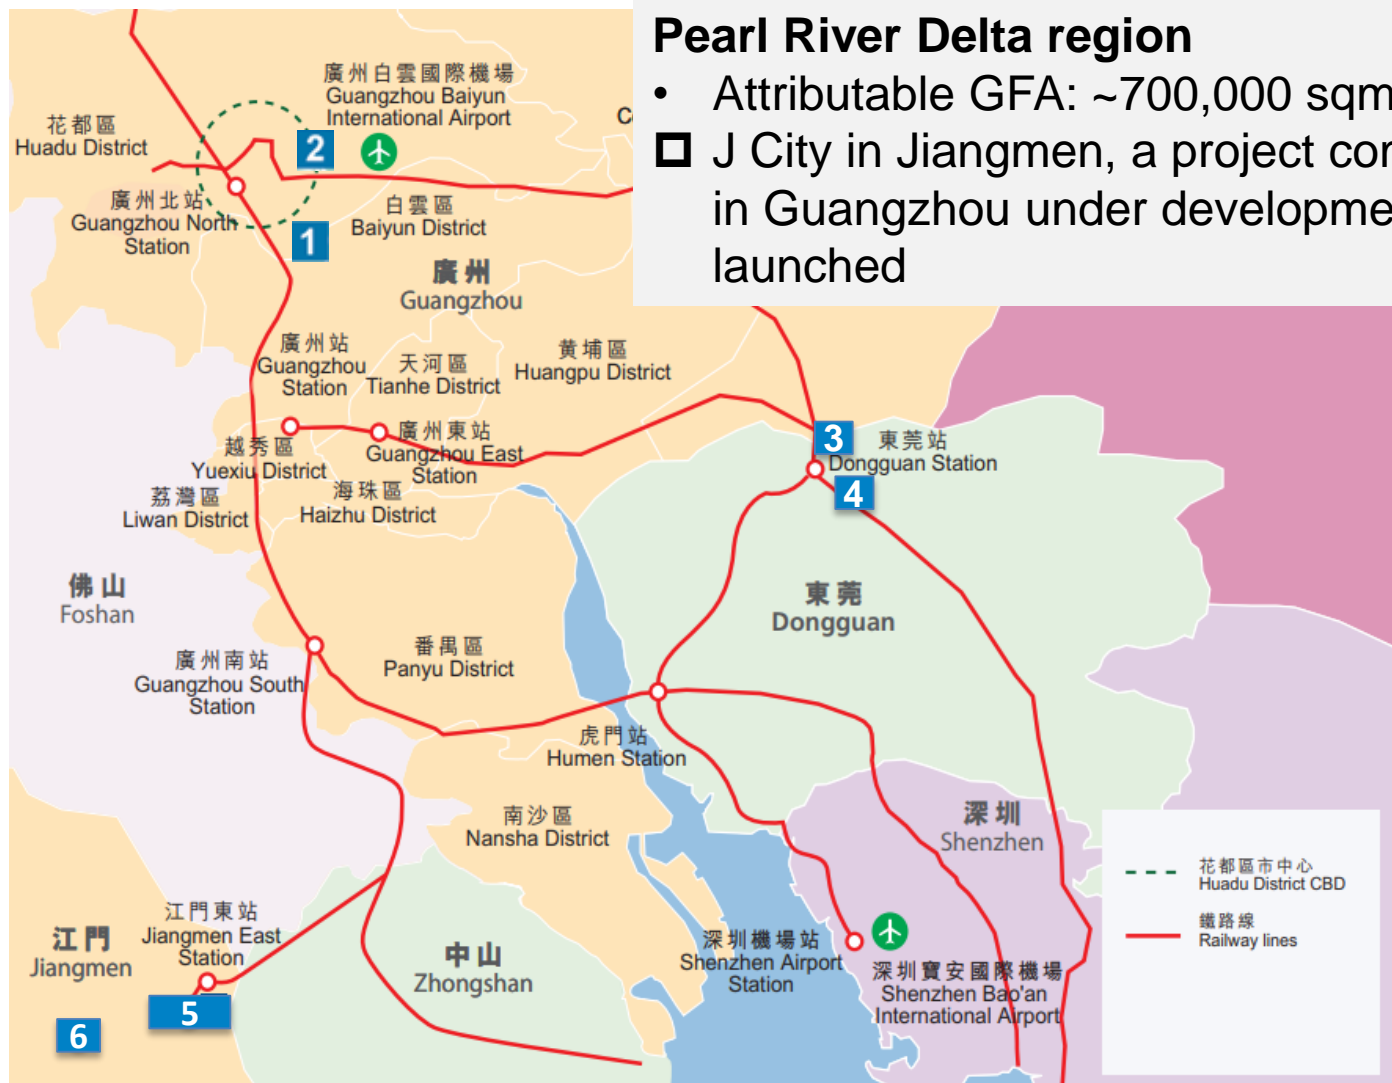 Pearl River Delta region
• Attributable GFA: ~700,000 sqm
J City in Jiangmen, a project
in Guangzhou under
launched
廣州白雲國際機場
Guangzhou Baiyun
International Airport
花都區
Huadu District
2
廣州北站
Guangzhou North
Station
白雲區
Baiyun District
1
廣州
Guangzhou
廣州站
Guangzhou
Station
天河區
Tianhe District
黄埔區
Huangpu District
越秀區
Yuexiu District
廣州東站
Guangzhou East
Station
3
東莞站
Dongguan Station
4
荔灣區
Liwan District
海珠區
Haizhu District
佛山
Foshan
東莞
Dongguan
廣州南站
Guangzhou South
Station
番禺區
Panyu District
虎門站
Humen Station
南沙區
Nansha District
深圳
Shenzhen
花都區市中心
Huadu District CBD
鐵路線
Railway lines
江門東站
Jiangmen East
Station
江門
Jiangmen
中山
Zhongshan
深圳機場站
Shenzhen Airport
Station
深圳寶安國際機場
Shenzhen Bao'an
International Airport
5
6